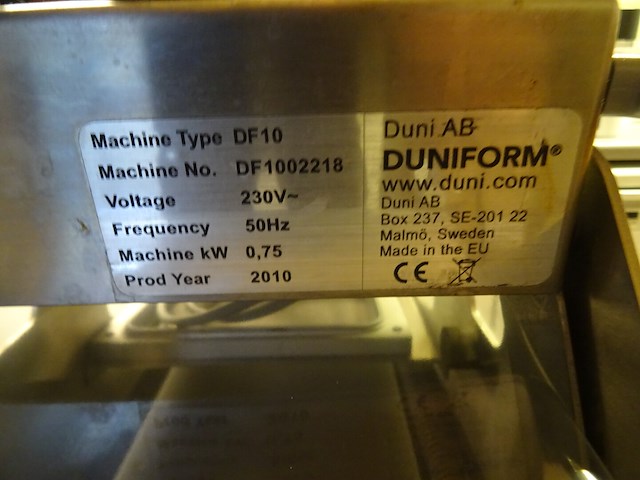 Machine Type DF10
Machine No. DF1002218
Voltage 230V~
Frequency 50Hz
Machine kW 0,75
Prod Year 2010
Duni AB
DUNIFORM®
www.duni.com
Duni AB
Box 237, SE-201 22
Malmö, Sweden
Made in the EU
CE